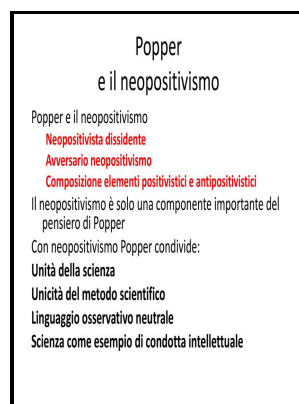 Popper
e il neopositivismo
Popper e il neopositivismo
Neopositivista dissidente
Avversario neopositivismo
Composizione elementi positivistici e antipositivistici
Il neopositivismo è solo una componente importante del
pensiero di Popper
Con neopositivismo Popper condivide:
Unità della scienza
Unicità del metodo scientifico
Linguaggio osservativo neutrale
Scienza come esempio di condotta intellettuale